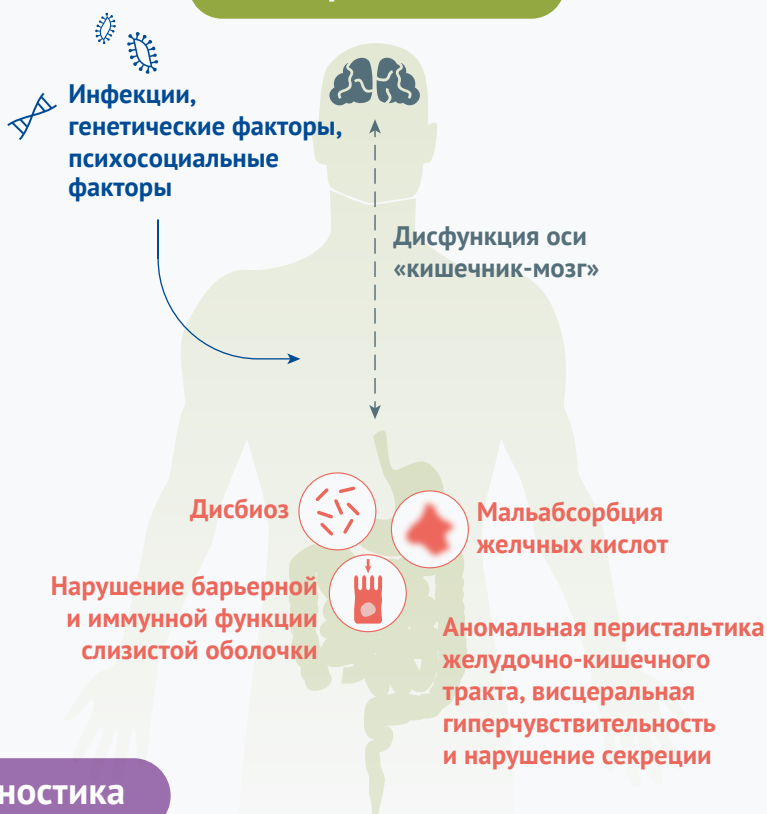 Инфекции,
генетические факторы,
психосоциальные
факторы
Дисфункция оси
«кишечник-мозг»
Дисбиоз
Мальабсорбция
желчных кислот
Нарушение барьерной
и иммунной функции
слизистой оболочки
Аномальная перистальтика
желудочно-кишечного
тракта, висцеральная
гиперчувствительность
и нарушение секреции
ностика